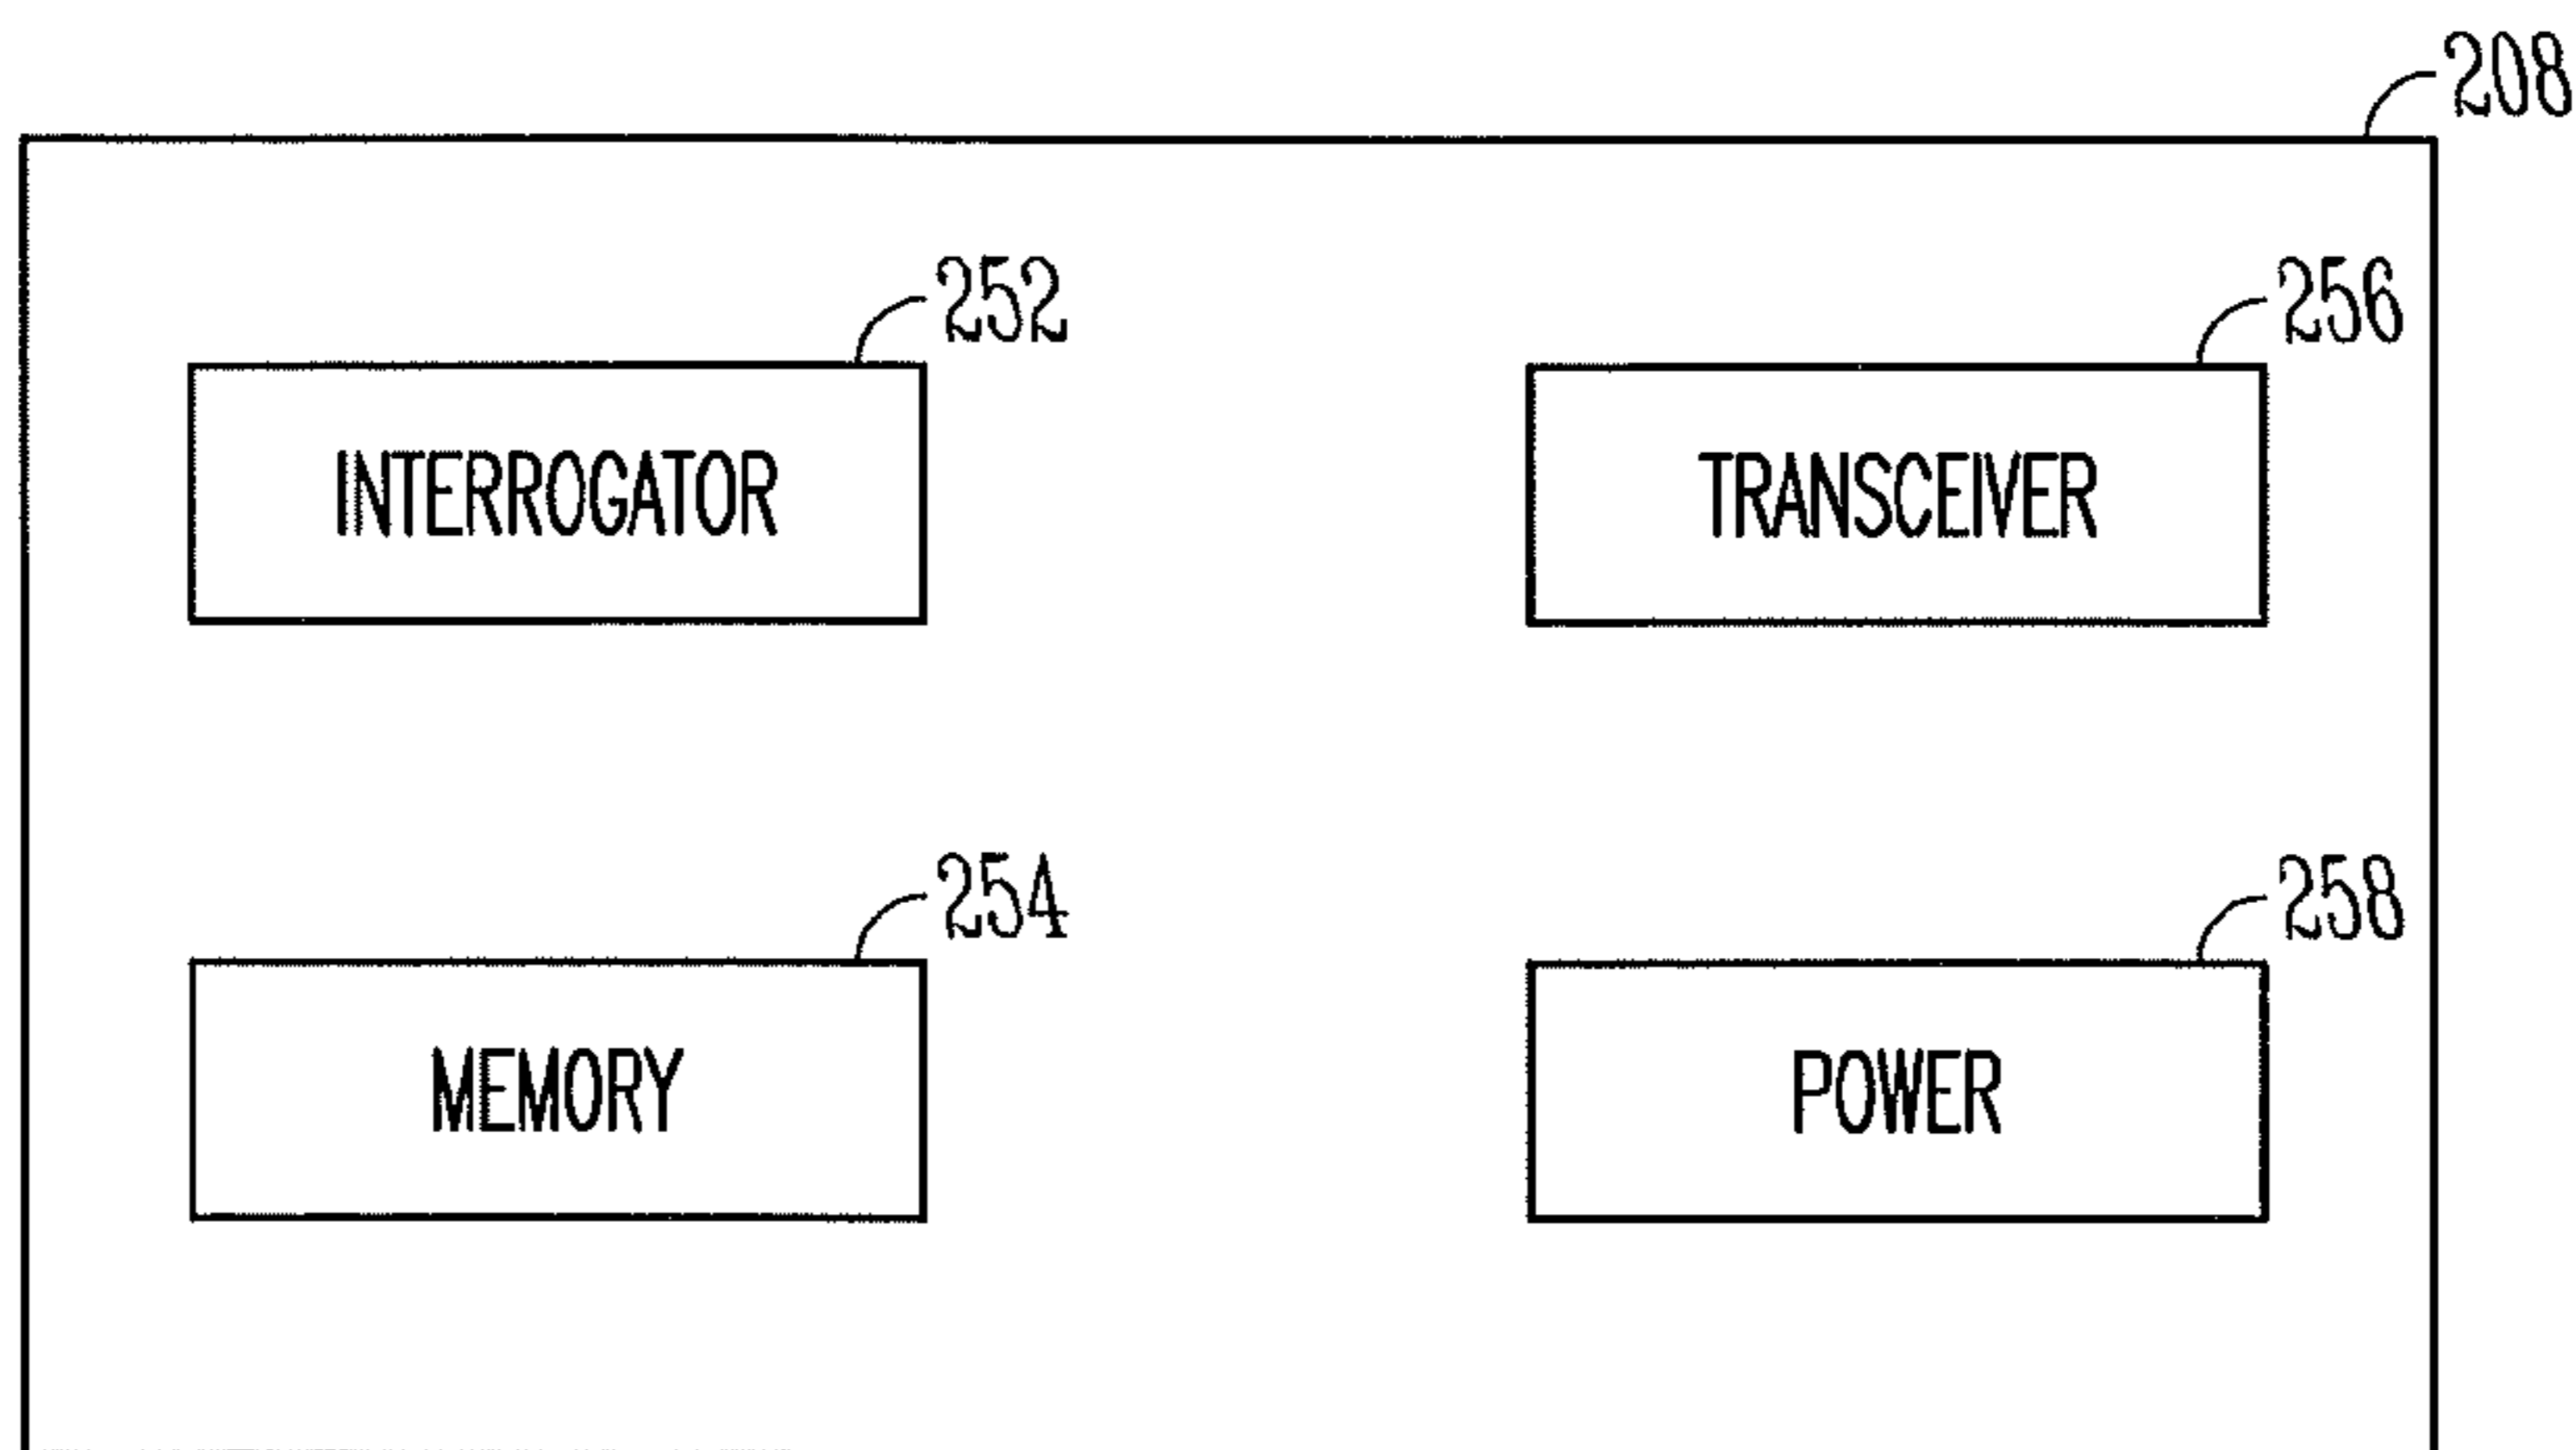 208
252
256
INTERROGATOR
TRANSCEIVER
254
258
MEMORY
POWER